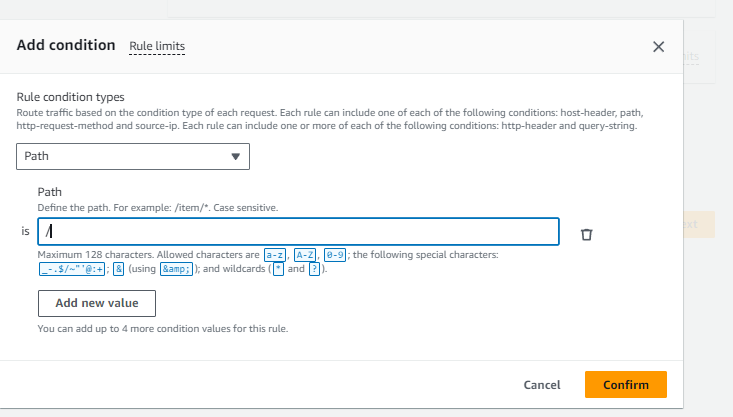 Add condition Rule limits
Rule condition types
Route traffic based on the condition type of each request. Each rule can include one of each of the following conditions: host-header, path,
http-request-method and source-ip. Each rule can include one or more of each of the following conditions: http-header and query-string.
Path
Path
Define the path. For example: /item/*. Case sensitive.
is /
Maximum 128 characters. Allowed characters are a-z, A-Z, 0-9; the following special characters:
_-.$/~"'@:+; & (using &amp;); and wildcards (* and ?).
Add new value
You can add up to 4 more condition values for this rule.
Cancel Confirm